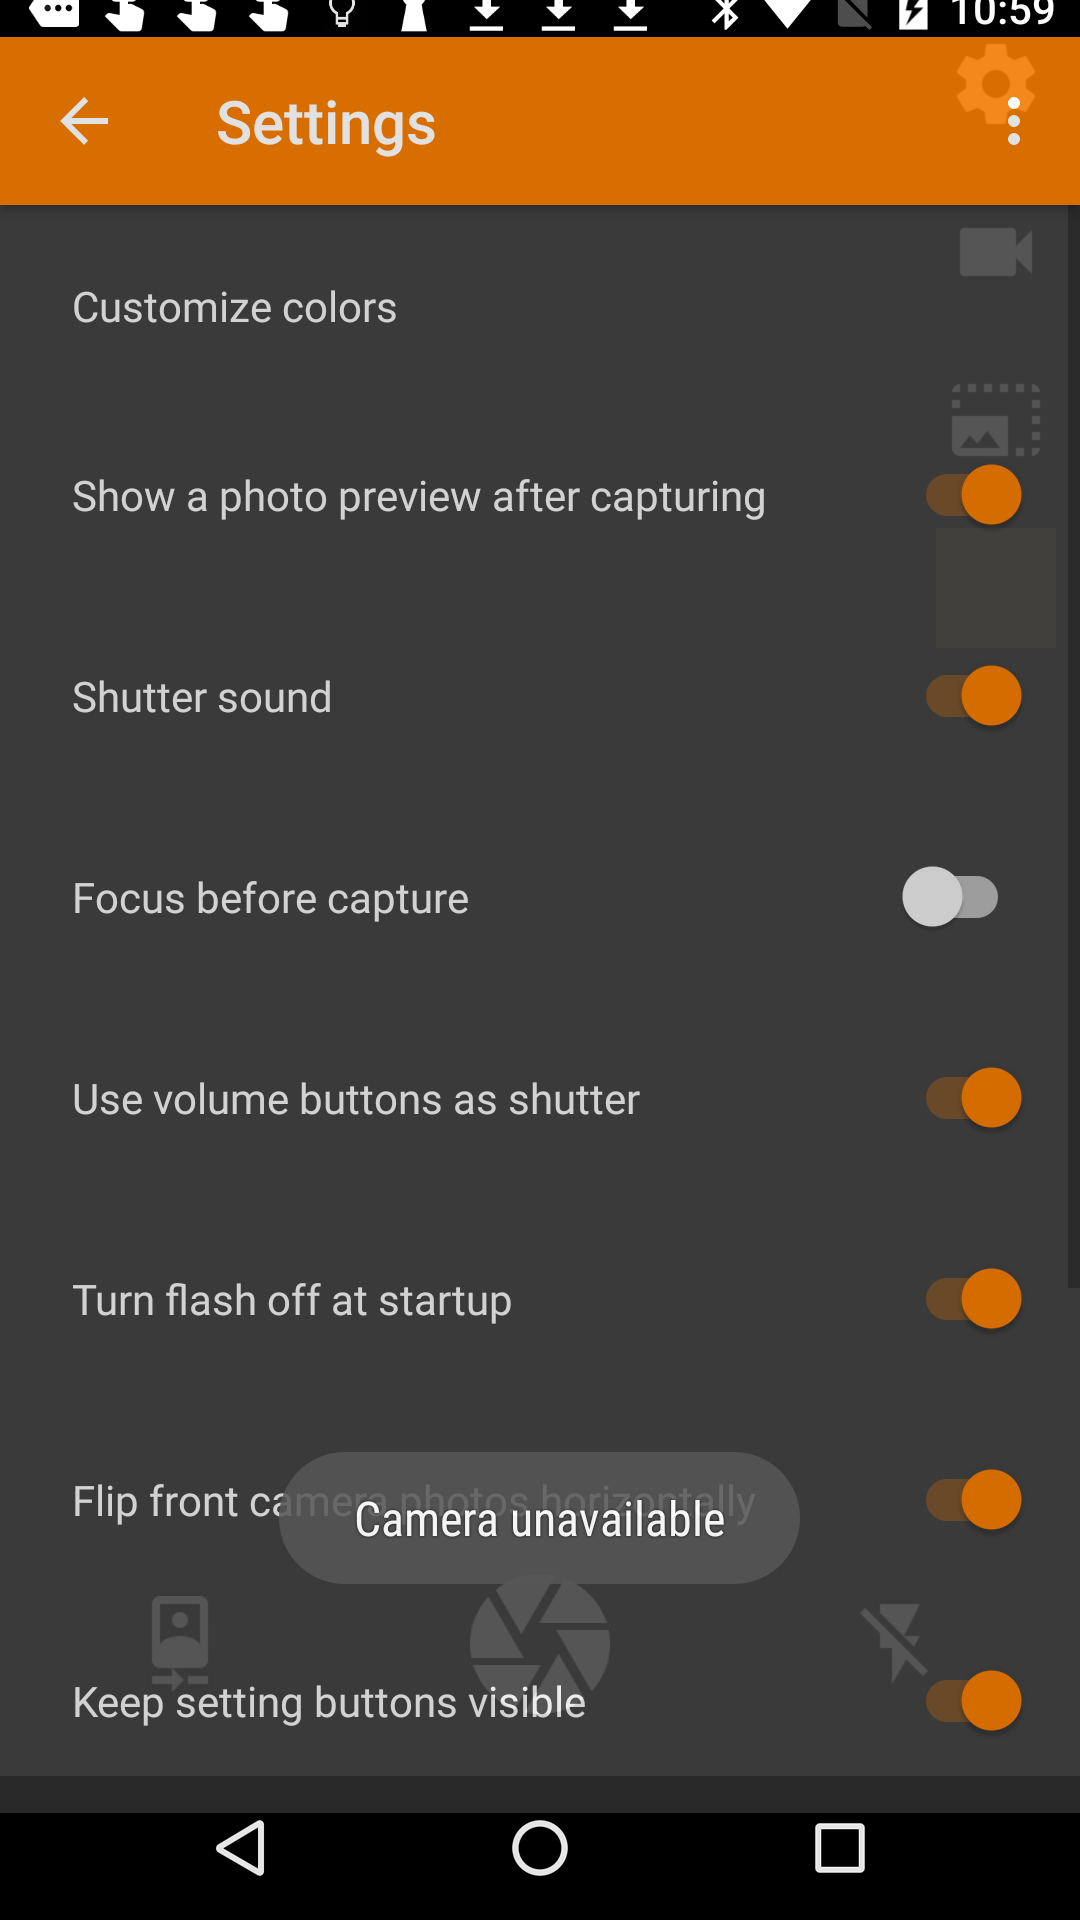 10:59
Settings
Customize colors
Show a photo preview after capturing
Shutter sound
Focus before capture
Use volume buttons as shutter
Turn flash off at startup
Flip front camera photos horizontally
Camera unavailable
Keep setting buttons visible